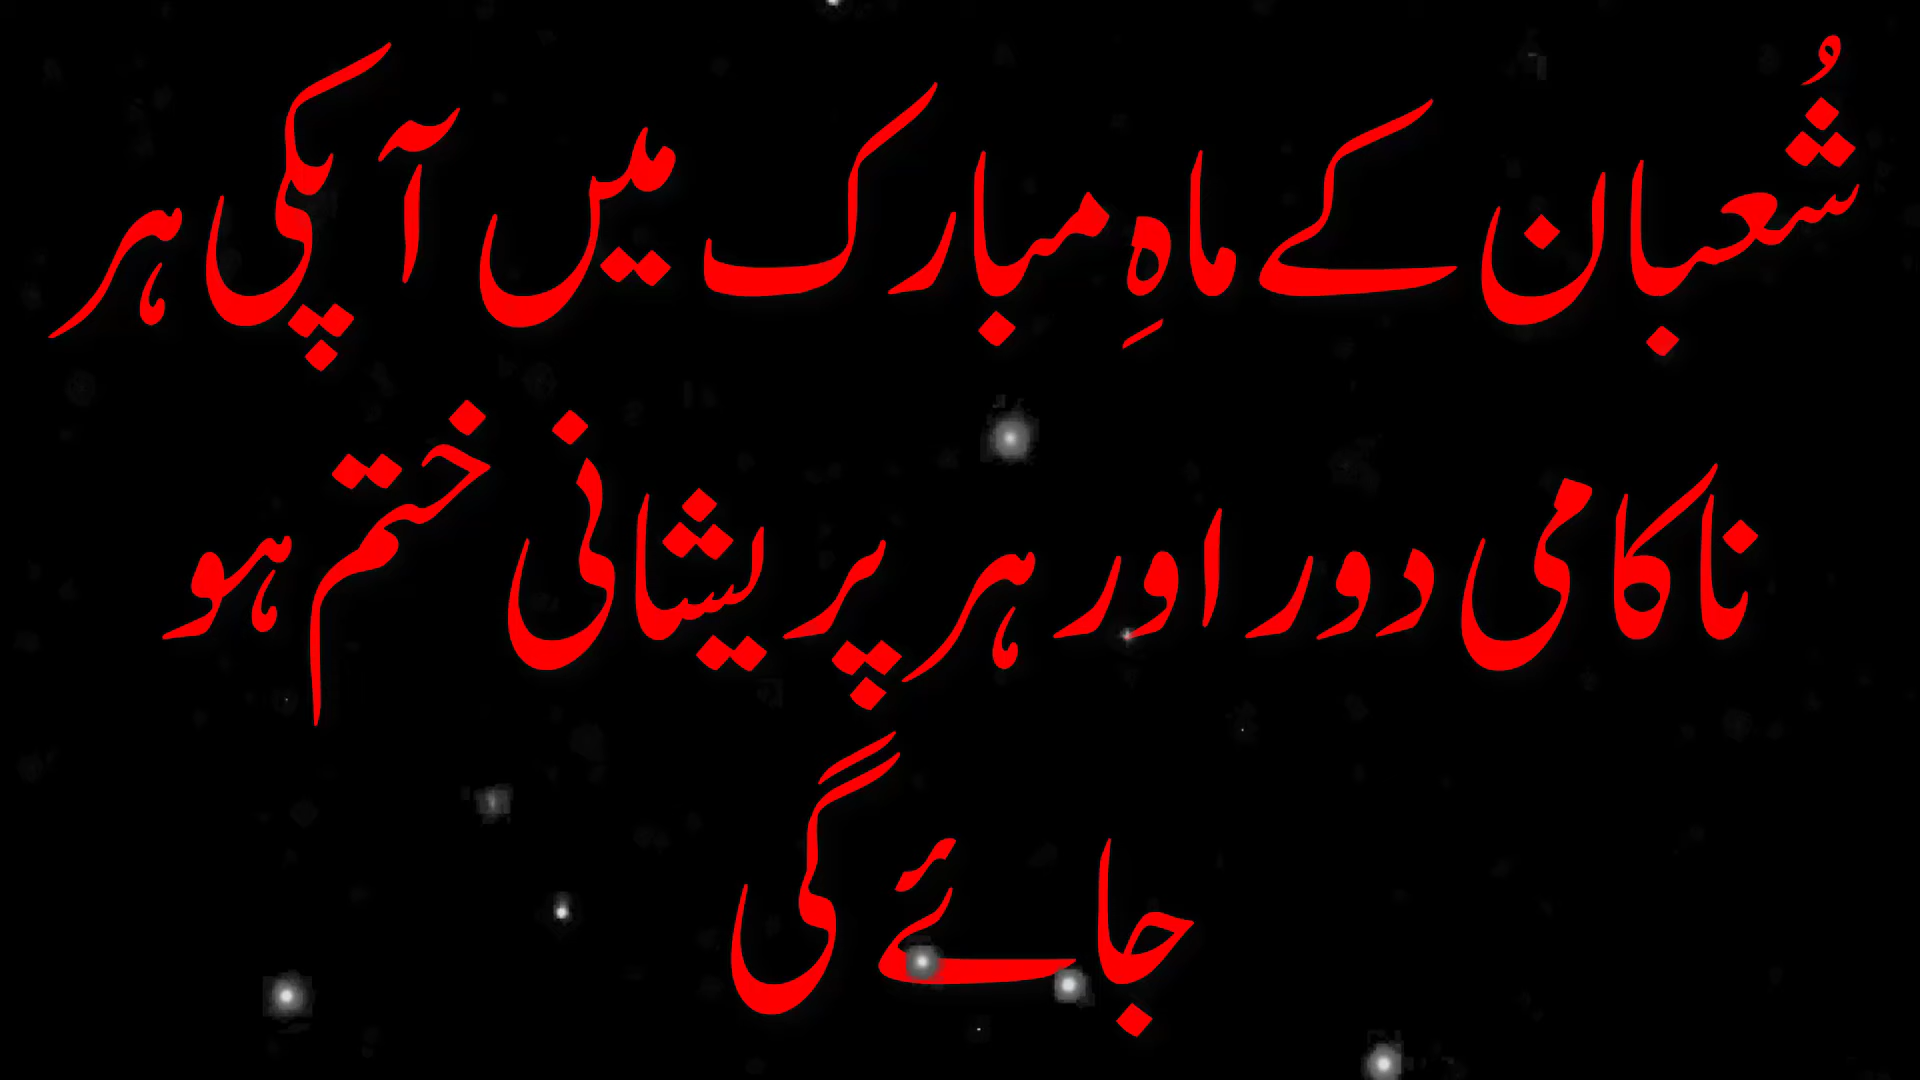 شُعبان کے ماہِ مبارک میں آپکی ہر
ناکامی دور اور ہر پریشانی ختم ہو
جائے گی